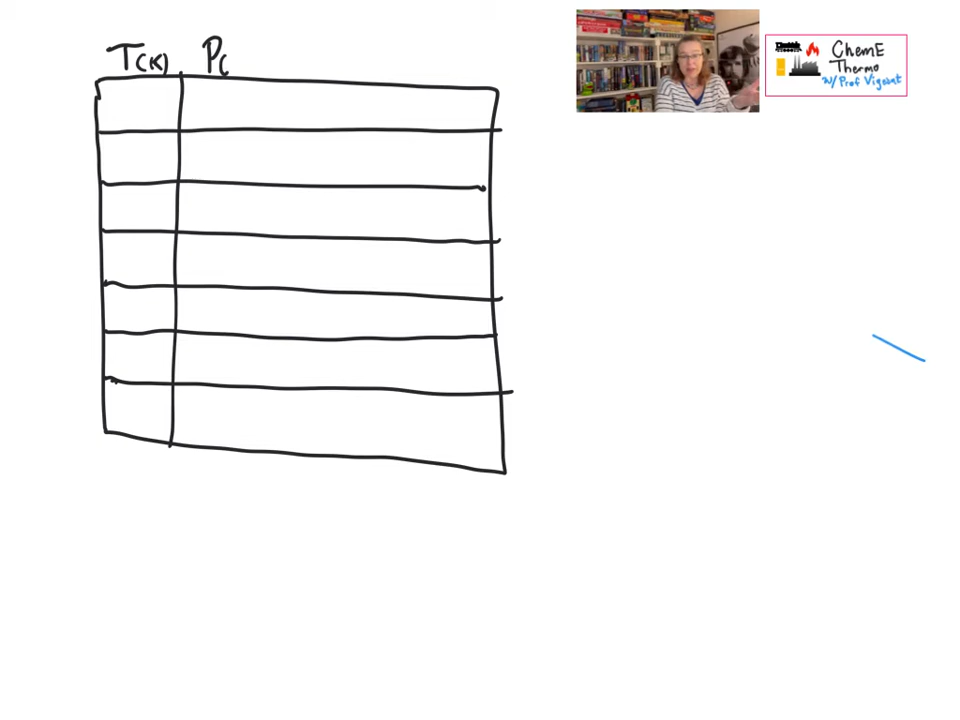 T(K) P(
ChemE
Thermo
w/ Prof Vigeant